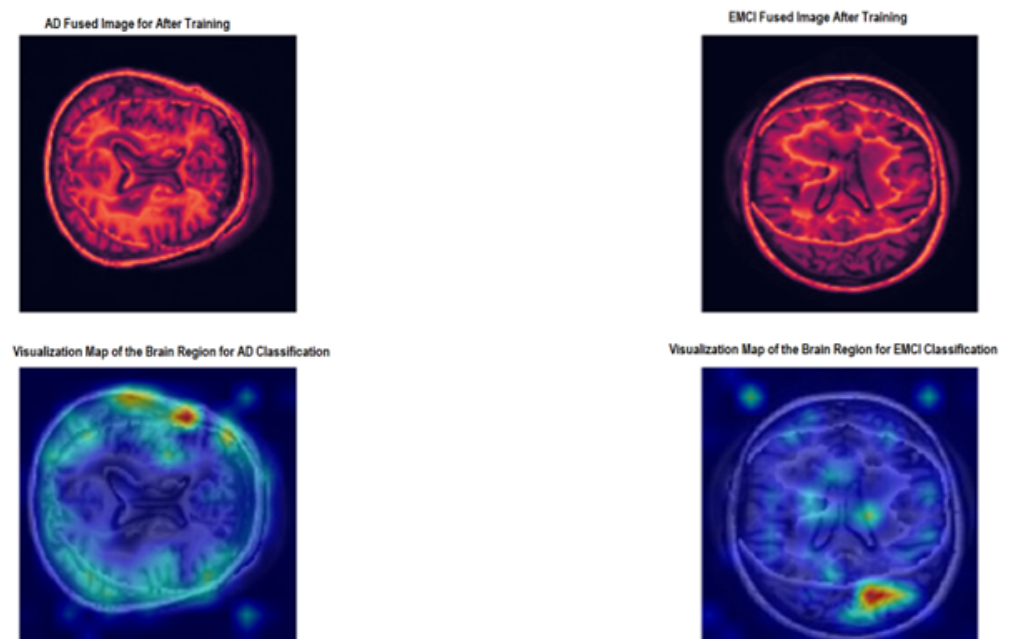 AD Fused Image for After Training
EMCI Fused Image After Training
Visualization Map of the Brain Region for AD Classification
Visualization Map of the Brain Region for EMCI Classification